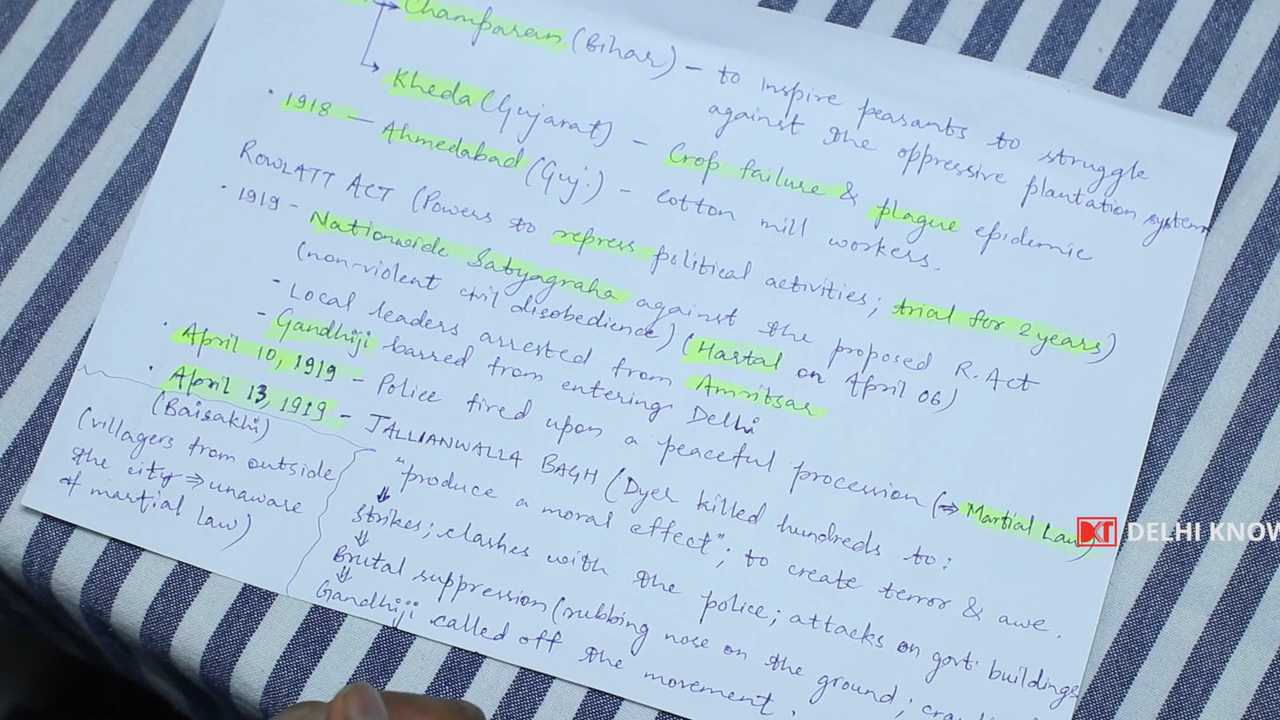 Champaran (Bihar) - to inspire peasants to struggle
against the oppressive plantation system
Kheda (Gujarat) - Crop failure & plague epidemic
• 1918 - Ahmedabad (Guj.) - cotton mill workers.
ROWLATT ACT (Powers to repress political activities; trial for 2 years)
• 1919 - Nationwide Satyagraha against the proposed R. Act
(non-violent civil disobedience) (Hartal on April 06)
- Local leaders arrested from Amritsar
- Gandhiji barred from entering Delhi
• April 10, 1919 - Police fired upon a peaceful procession (⇒ Martial Law)
• April 13, 1919 - JALLIANWALLA BAGH (Dyer killed hundreds to:
(Baisakhi)
"produce a moral effect"; to create terror & awe.
(villagers from outside
the city ⇒ unaware
of martial law)
⇓
Strikes; clashes with the police; attacks on govt. buildings
⇓
Brutal suppression (rubbing nose on the ground;
⇓
Gandhiji called off the movement.
DELHI KNOW